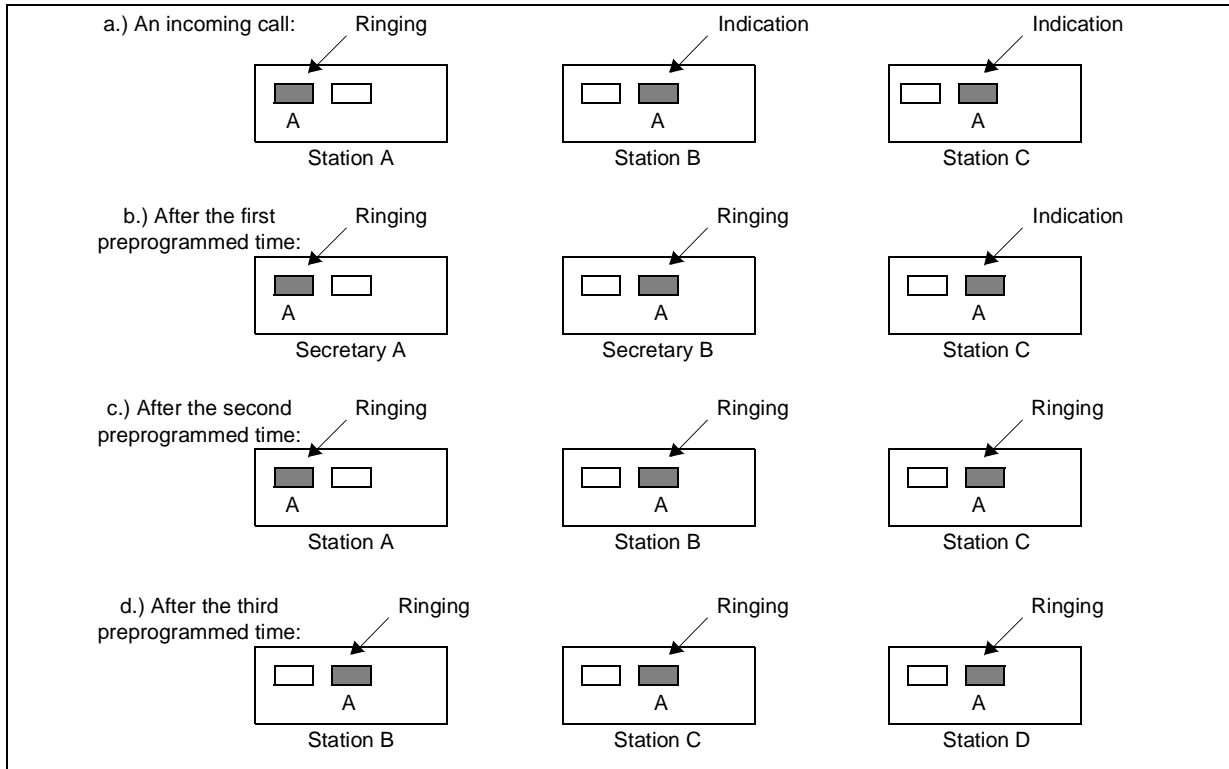 a.) An incoming call: Ringing Indication Indication
A A A
Station A Station B Station C
b.) After the first Ringing Ringing Indication
preprogrammed time:
A A A
Secretary A Secretary B Station C
c.) After the second Ringing Ringing Ringing
preprogrammed time:
A A A
Station A Station B Station C
d.) After the third Ringing Ringing Ringing
preprogrammed time:
A A A
Station B Station C Station D